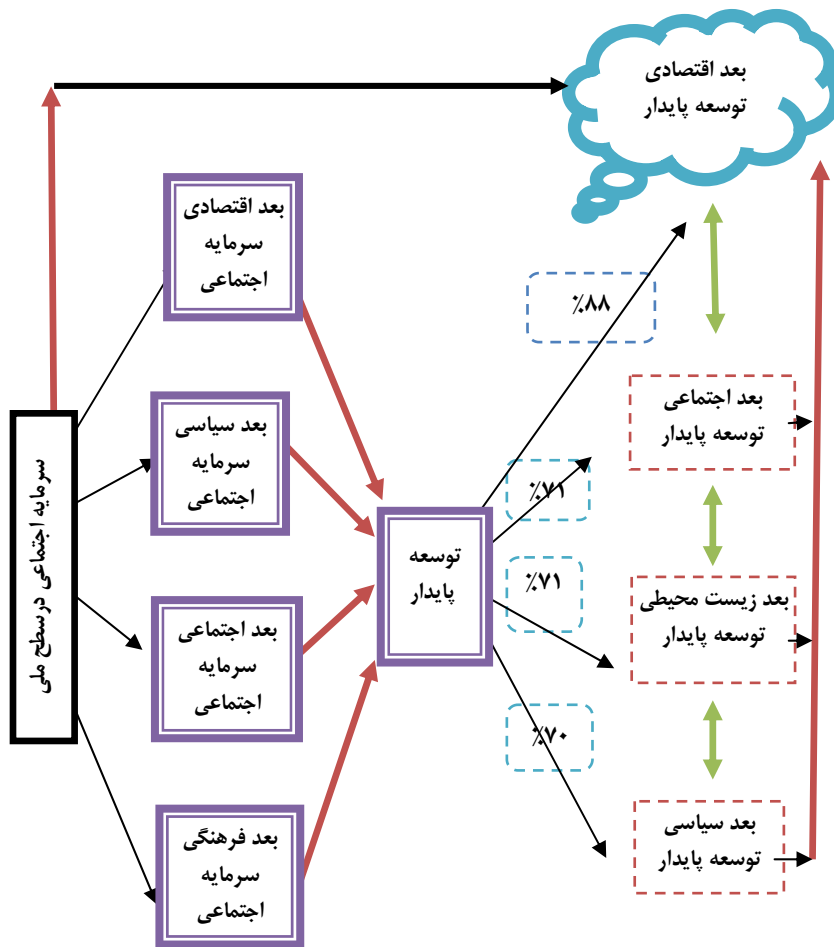 بعد اقتصادی
توسعه پایدار
بعد اقتصادی
سرمایه
اجتماعی
٪۸۸
بعد اجتماعی
توسعه پایدار
بعد سیاسی
سرمایه
اجتماعی
٪۷۱
سرمایه اجتماعی درسطح ملی
توسعه
پایدار
٪۷۱
بعد زیست محیطی
توسعه پایدار
بعد اجتماعی
سرمایه
اجتماعی
٪۷۰
بعد سیاسی
توسعه پایدار
بعد فرهنگی
سرمایه
اجتماعی